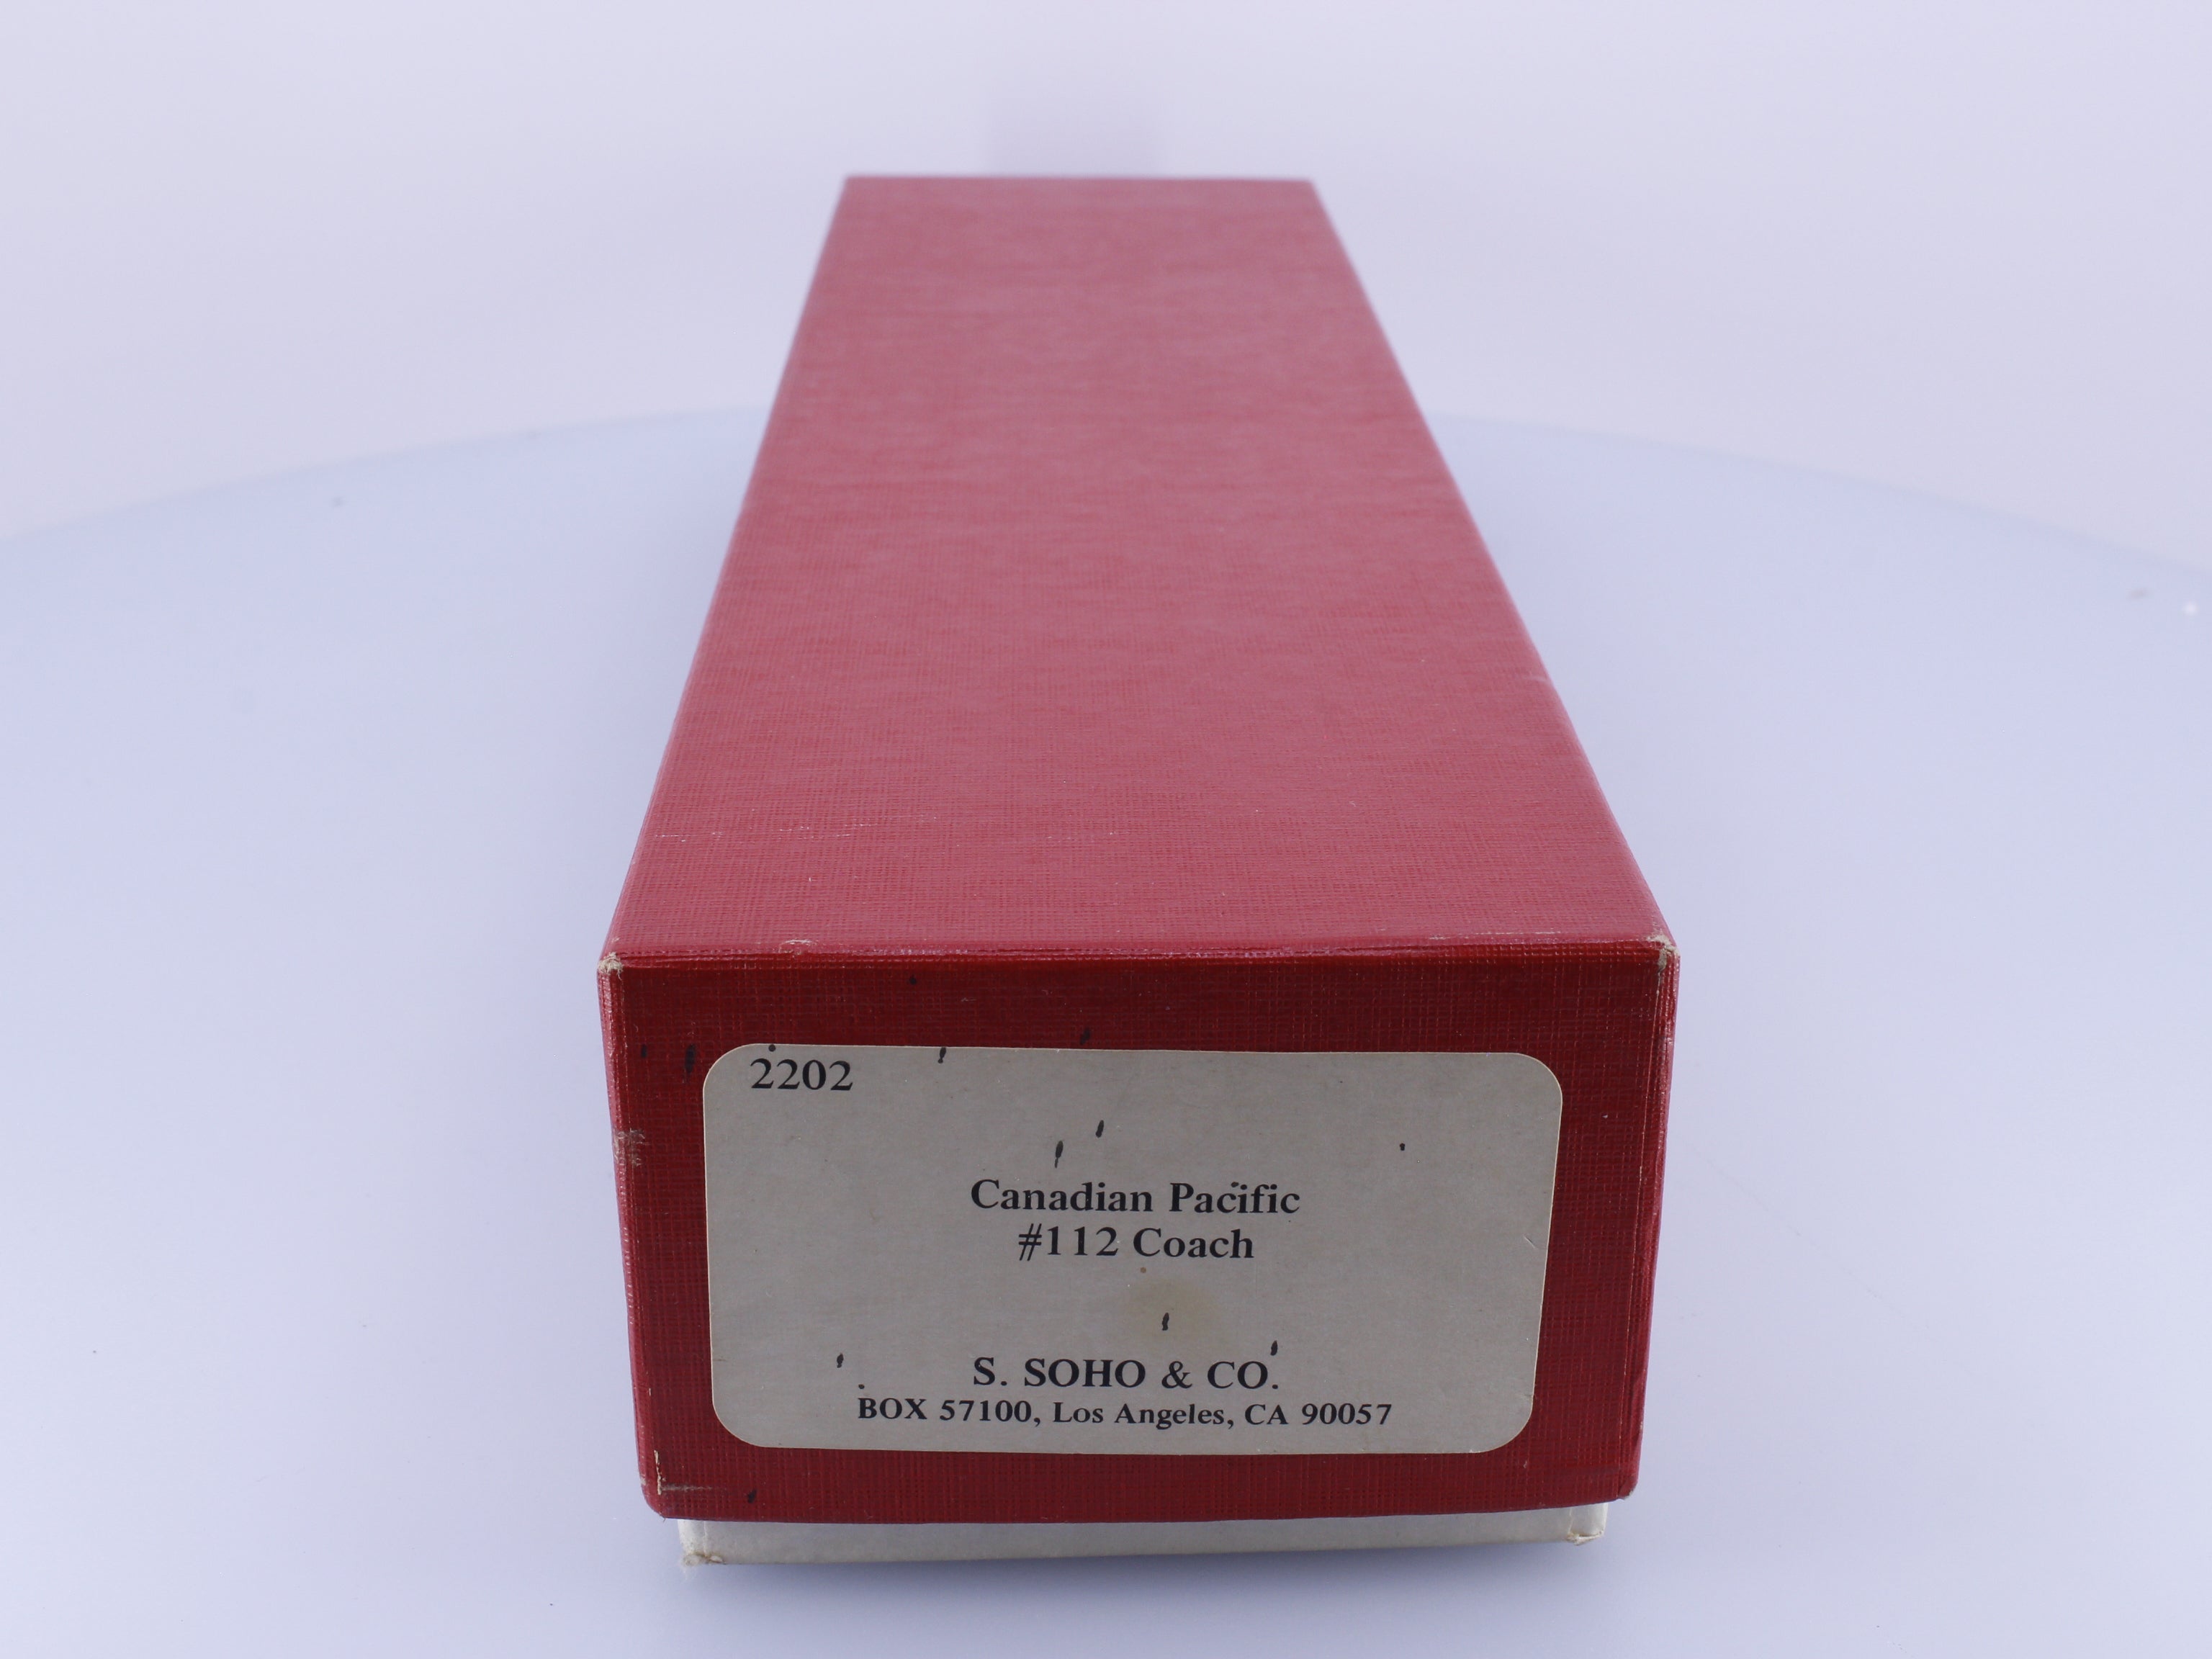 2202
Canadian Pacific
#112 Coach
S. SOHO & CO.
BOX 57100, Los Angeles, CA 90057